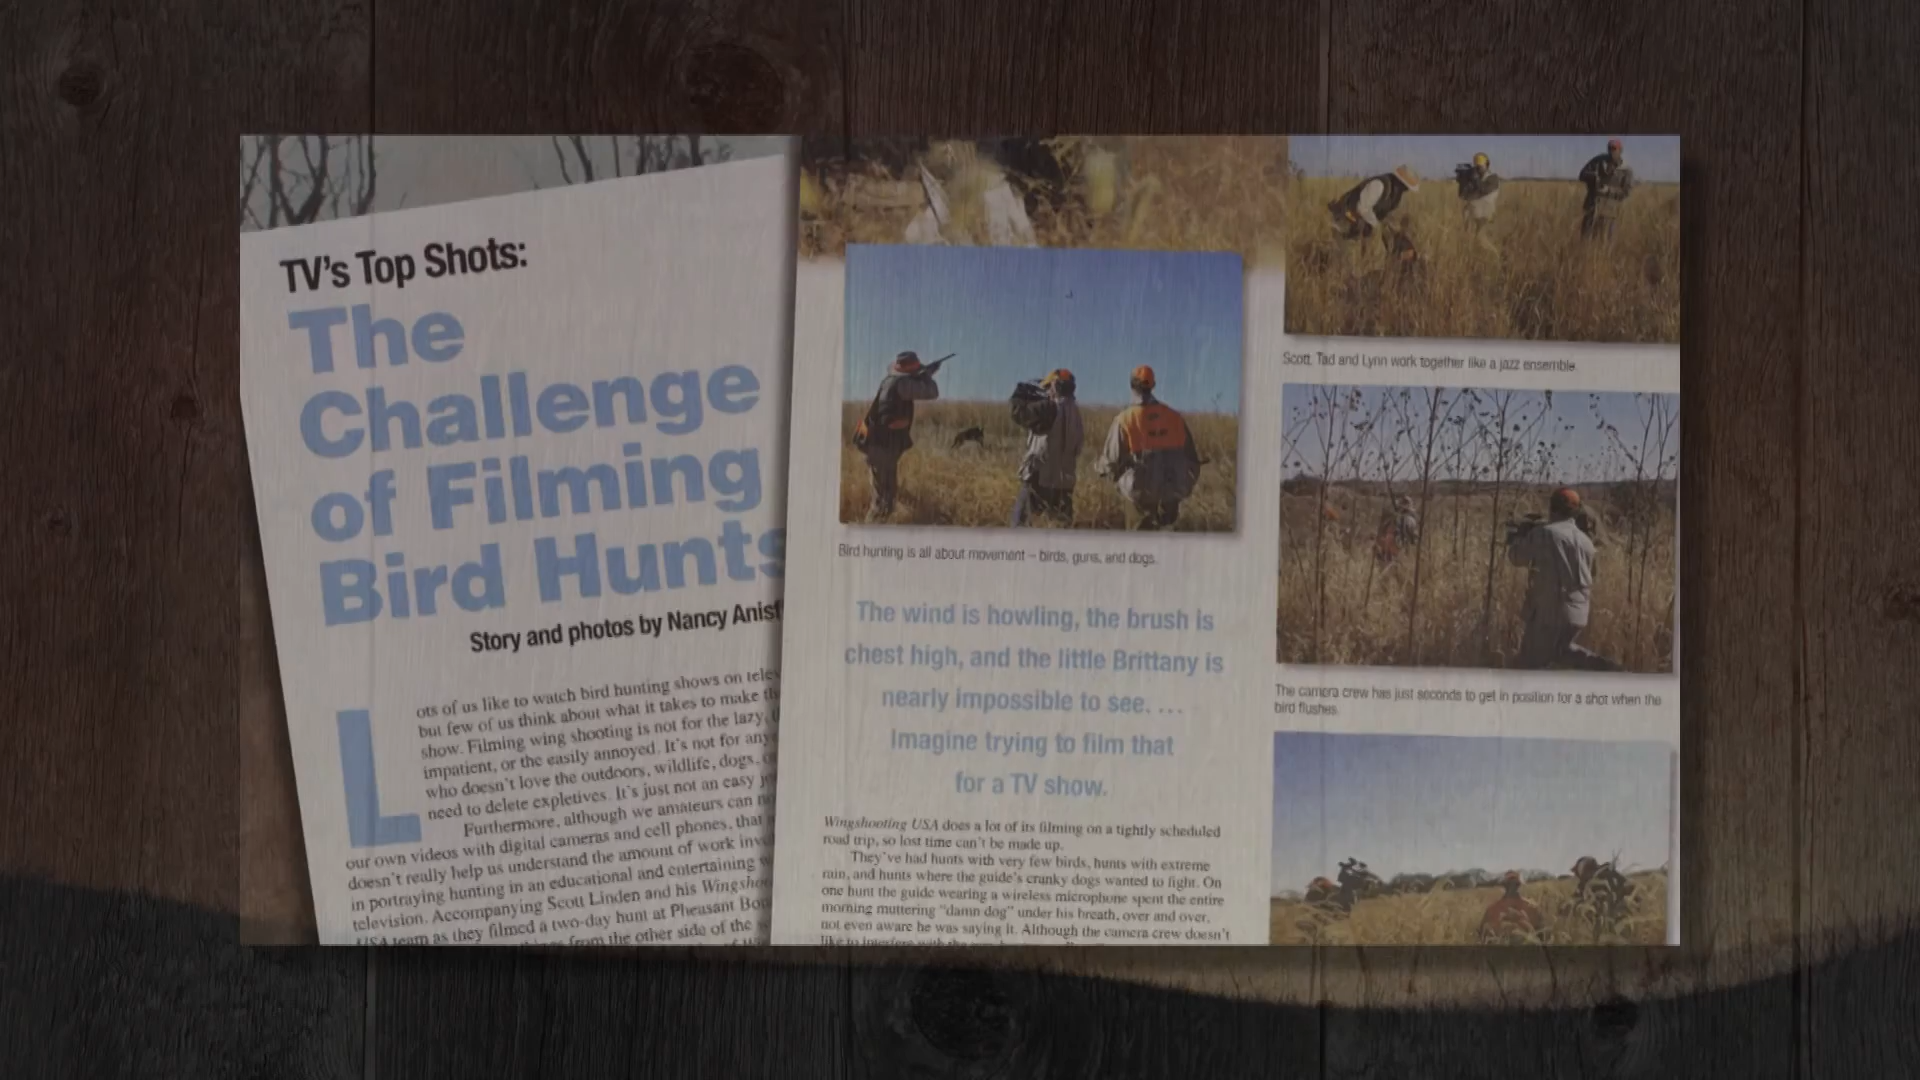 TV's Top Shots:
The
Challenge
of Filming
Bird Hunts
Story and photos by Nancy
Lots of us like to watch bird hunting shows on
but few of us think about what it takes to make
show. Filming wing shooting is not for the lazy,
impatient, or the easily annoyed. It's not for
who doesn't love the outdoors, wildlife, dogs,
need to delete expletives. It's just not an easy
Furthermore, although we amateurs can
our own videos with digital cameras and cell phones, that
doesn't really help us understand the amount of work
in portraying hunting in an educational and entertaining
television. Accompanying Scott Linden and his
USA team as they filmed a two-day hunt at Pheasant
from the other side of the
Bird hunting is all about movement – birds, guns, and dogs.
The wind is howling, the brush is
chest high, and the little Brittany is
nearly impossible to see. ...
Imagine trying to film that
for a TV show.
Wingshooting USA does a lot of its filming on a tightly scheduled
road trip, so lost time can't be made up.
They've had hunts with very few birds, hunts with extreme
rain, and hunts where the guide's cranky dogs wanted to fight. On
one hunt the guide wearing a wireless microphone spent the entire
morning muttering "damn dog" under his breath, over and over,
not even aware he was saying it. Although the camera crew doesn't
like to interfere with the
Scott, Tad and Lynn work together like a jazz ensemble.
The camera crew has just seconds to get in position for a shot when the
bird flushes.